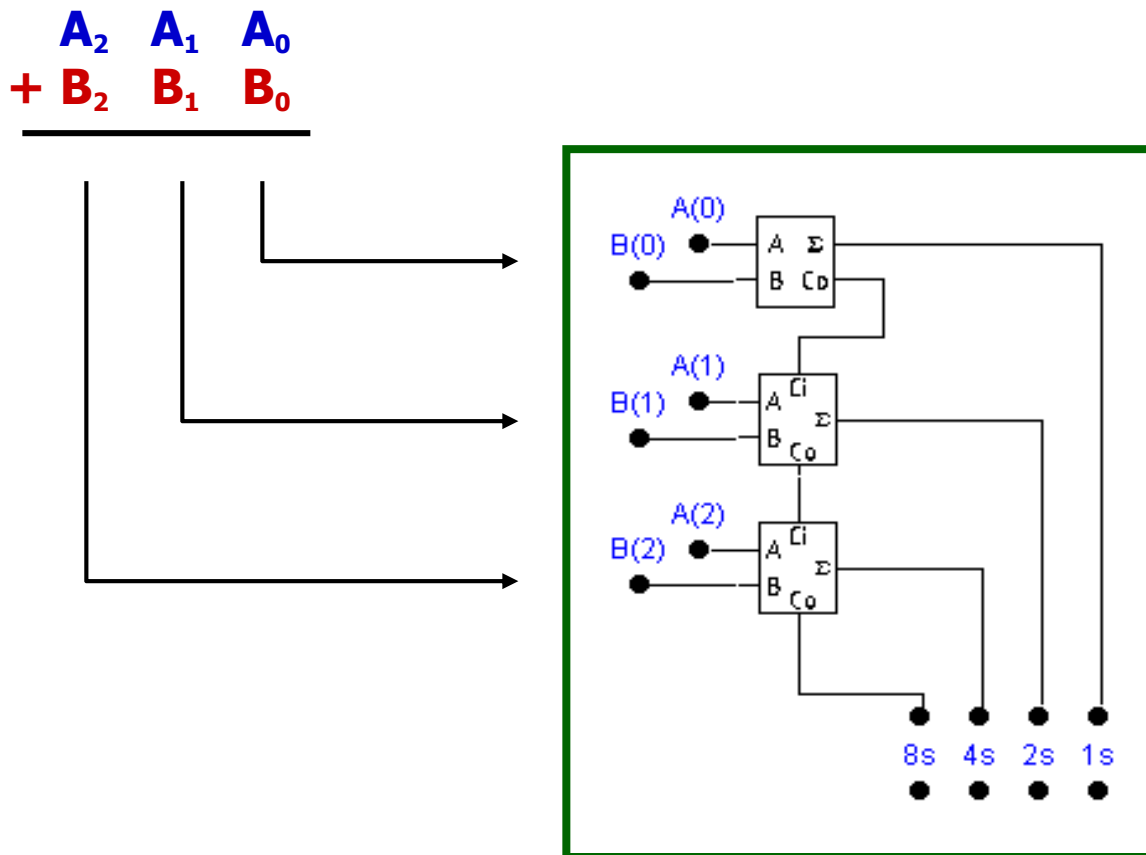 A₂ A₁ A₀
+ B₂ B₁ B₀
A(0)
B(0)
A Σ
B Co
A(1)
B(1)
Ci
A
Σ
B
Co
A(2)
B(2)
Ci
A
Σ
B
Co
8s 4s 2s 1s